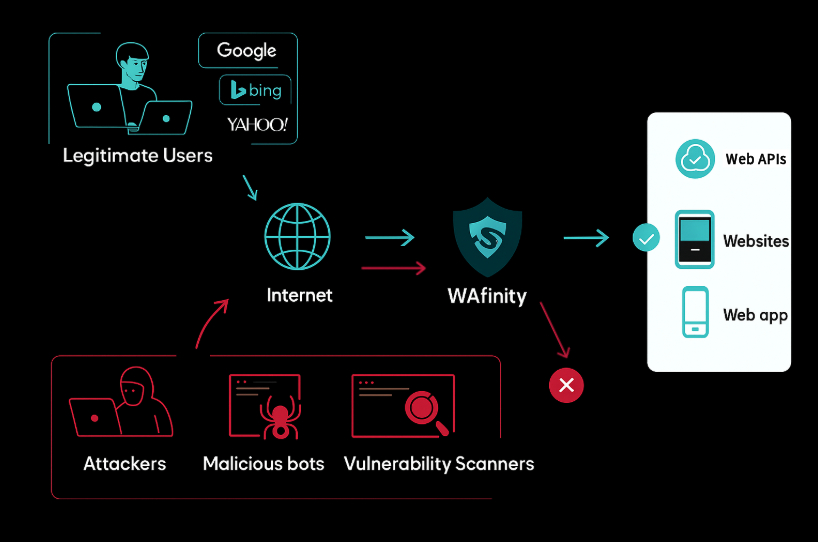 Google
bing
YAHOO!
Legitimate Users
Web APIs
Websites
Internet
WAfinity
Web app
Attackers
Malicious bots
Vulnerability Scanners